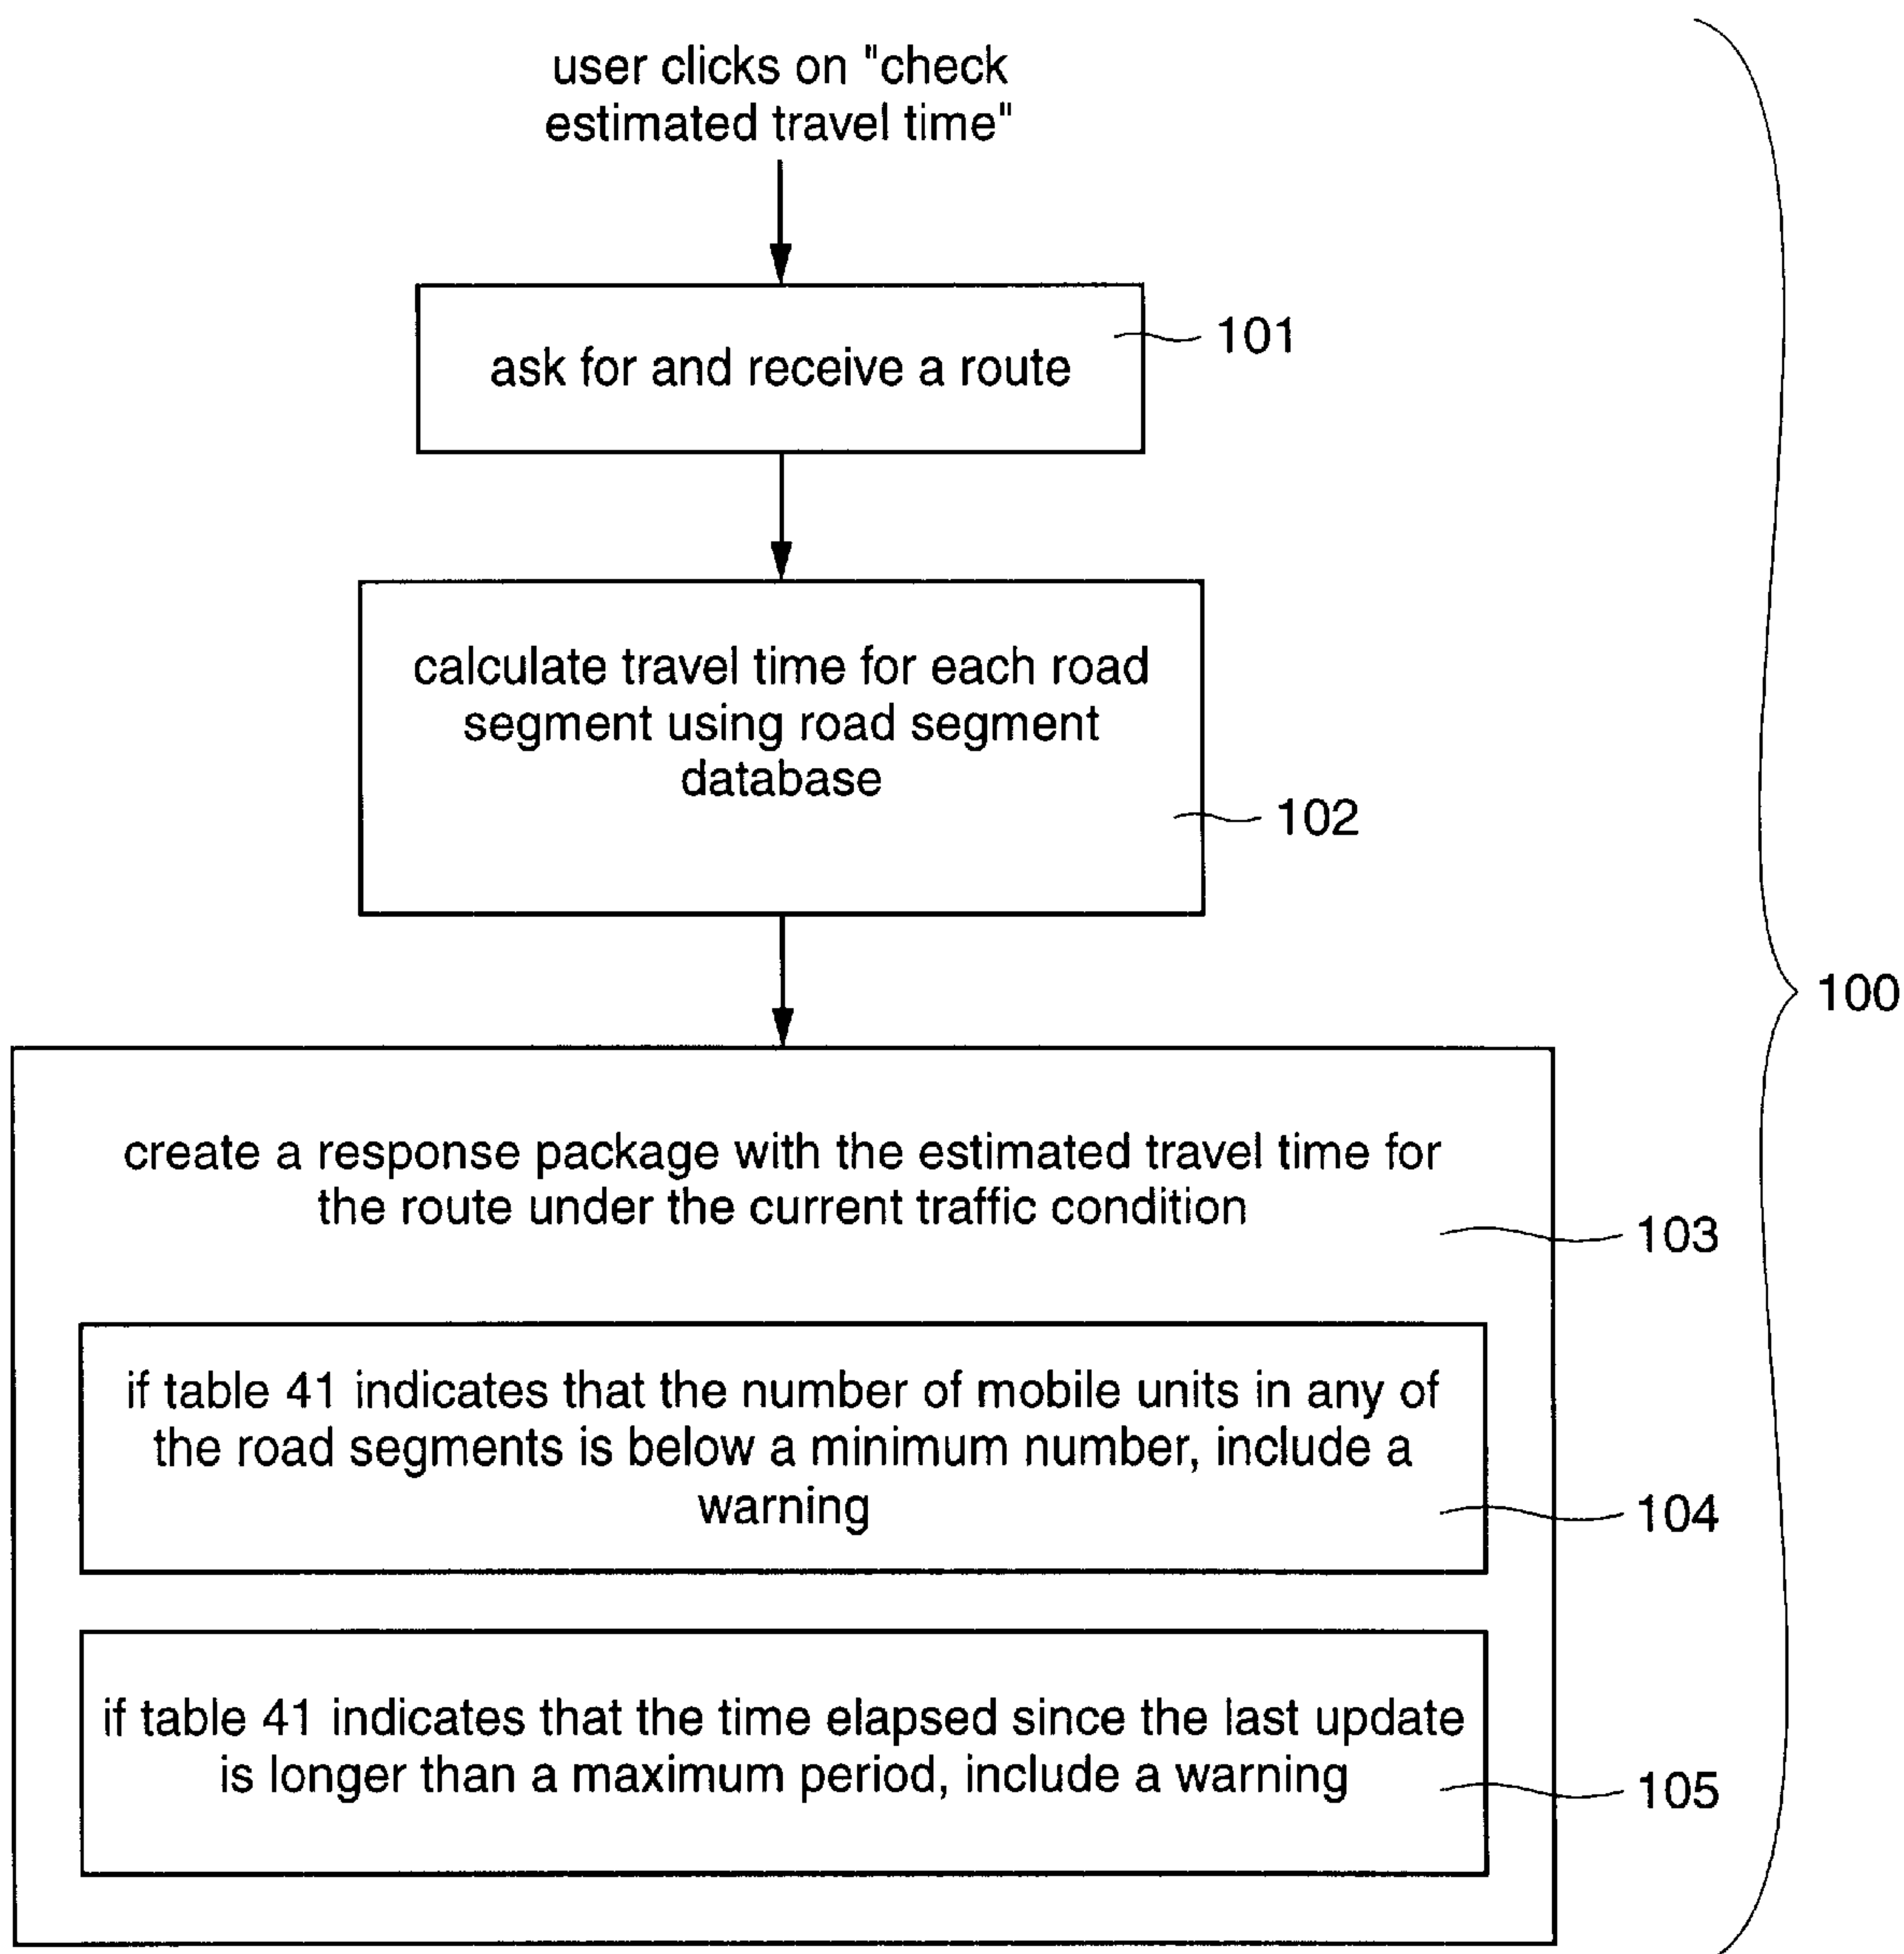 user clicks on "check
estimated travel time"
ask for and receive a route
101
calculate travel time for each road
segment using road segment
database
102
100
create a response package with the estimated travel time for
the route under the current traffic condition
103
if table 41 indicates that the number of mobile units in any of
the road segments is below a minimum number, include a
warning
104
if table 41 indicates that the time elapsed since the last update
is longer than a maximum period, include a warning
105